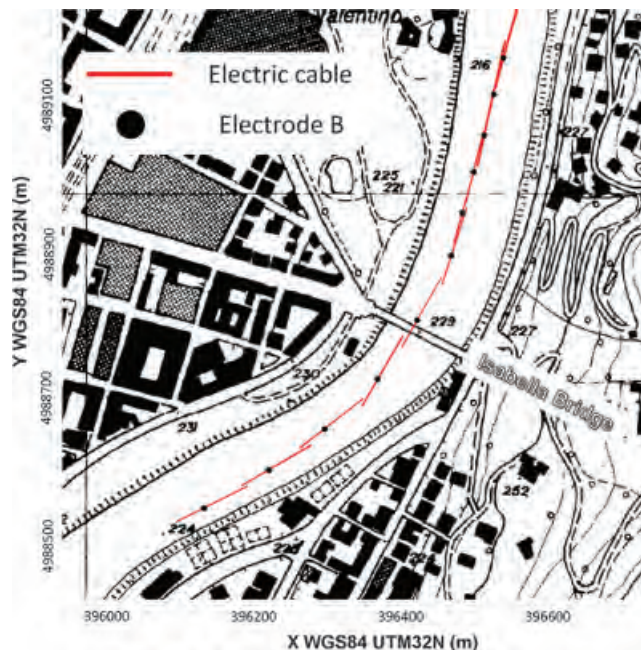 Valentino
216
Electric cable
Electrode B
227
225
221
229
227
230
231
Isabella Bridge
252
224
225
4989100
4988900
4988700
4988500
Y WGS84 UTM32N (m)
396000 396200 396400 396600
X WGS84 UTM32N (m)